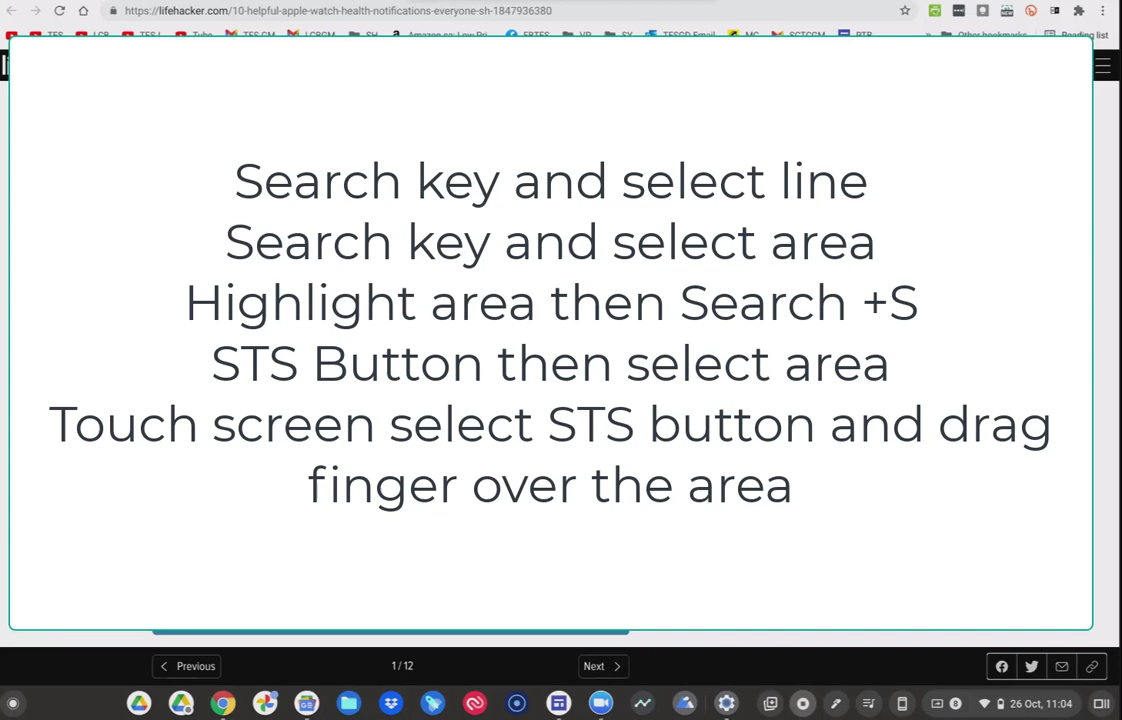 https://lifehacker.com/10-helpful-apple-watch-health-notifications-everyone-sh-1847936380
Search key and select line
Search key and select area
Highlight area then Search +S
STS Button then select area
Touch screen select STS button and drag
finger over the area
Previous
1 / 12
Next
26 Oct, 11:04